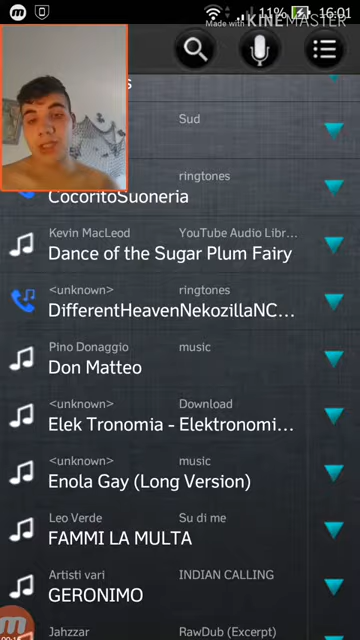 11% 16:01
Made with KINEMASTER
s
Sud
ringtones
CocoritoSuoneria
Kevin MacLeod YouTube Audio Libr...
Dance of the Sugar Plum Fairy
<unknown> ringtones
DifferentHeavenNekozillaNC...
Pino Donaggio music
Don Matteo
<unknown> Download
Elek Tronomia - Elektronomi...
<unknown> music
Enola Gay (Long Version)
Leo Verde Su di me
FAMMI LA MULTA
Artisti vari INDIAN CALLING
GERONIMO
Jahzzar RawDub (Excerpt)